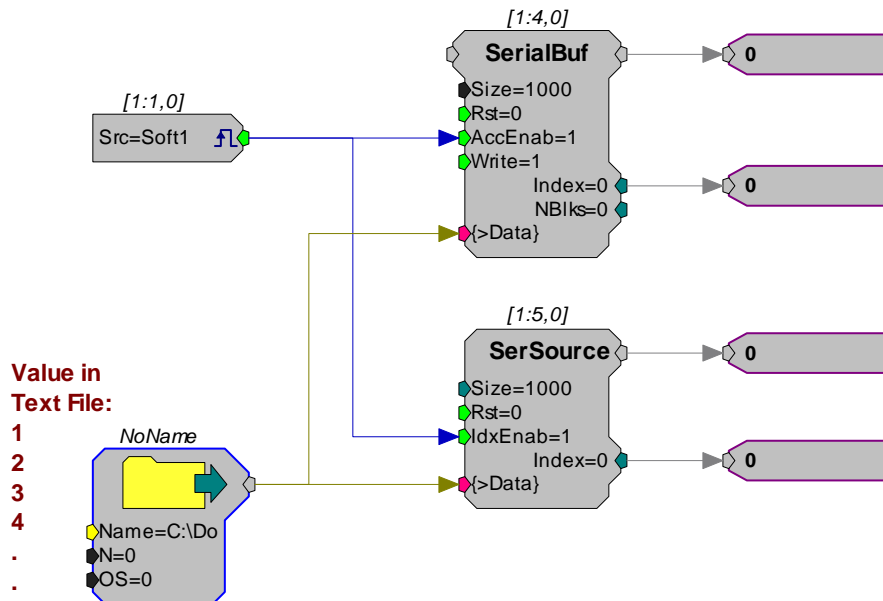 [1:4,0]
SerialBuf
0
Size=1000
Rst=0
AccEnab=1
Write=1
Index=0
0
NBlks=0
{>Data}
[1:1,0]
Src=Soft1
[1:5,0]
SerSource
0
Size=1000
Rst=0
IdxEnab=1
Index=0
0
{>Data}
Value in
Text File:
1
2
3
4
.
.
NoName
Name=C:\Do
N=0
OS=0